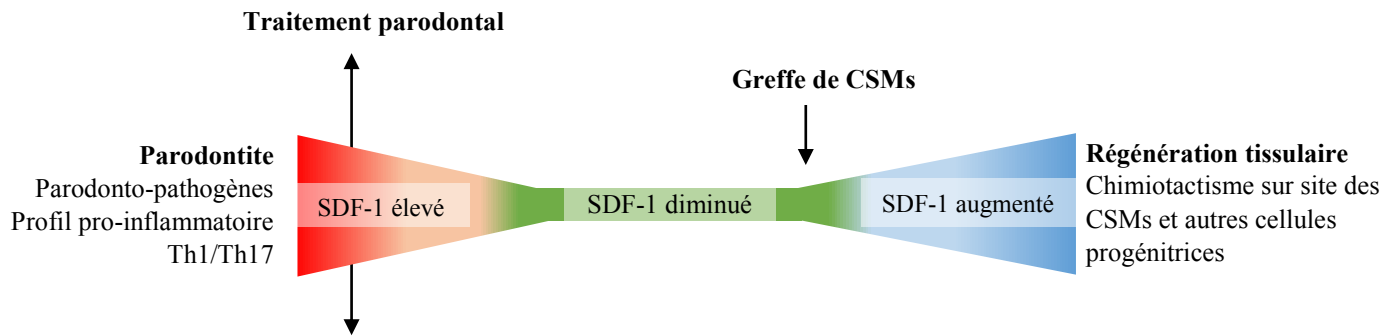 Traitement parodontal
Greffe de CSMs
Parodontite
Parodonto-pathogènes
Profil pro-inflammatoire
Th1/Th17
SDF-1 élevé
SDF-1 diminué
SDF-1 augmenté
Régénération tissulaire
Chimiotactisme sur site des
CSMs et autres cellules
progénitrices